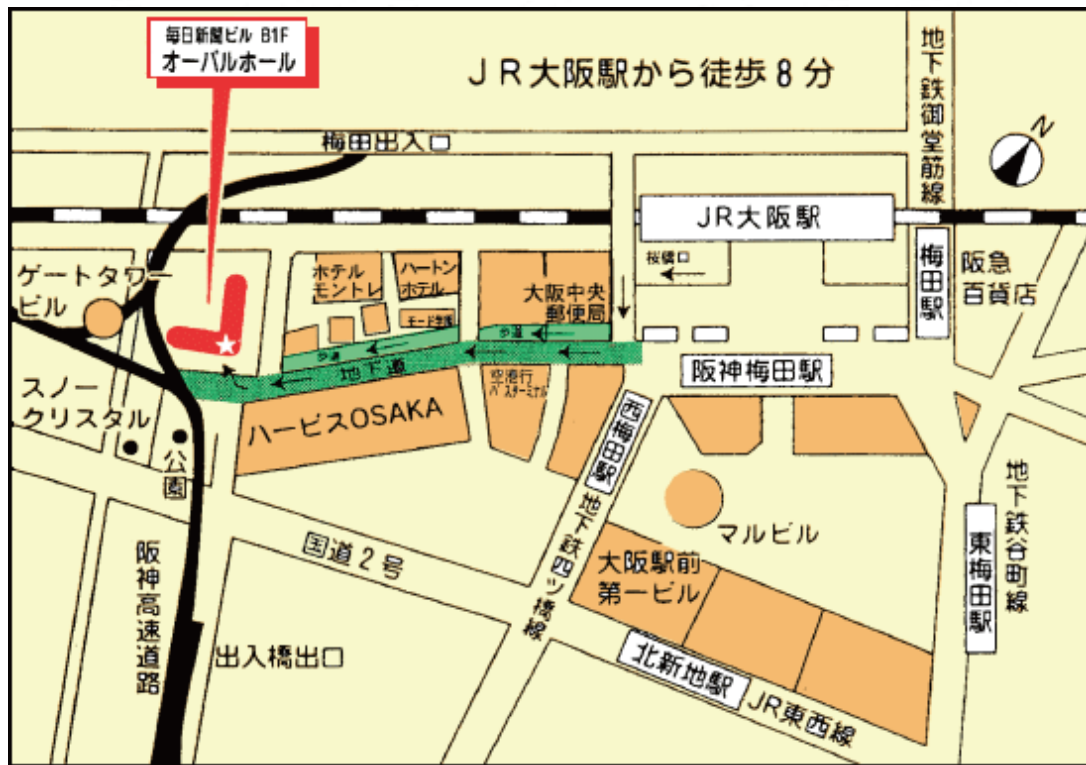 毎日新聞ビル B1F
オーバルホール
JR大阪駅から徒歩8分
地下鉄御堂筋線
N
梅田出入口
JR大阪駅
桜橋口
梅田駅
阪急
百貨店
ゲートタワー
ビル
ホテル
モントレ
ハートン
ホテル
モード学園
大阪中央
郵便局
歩道
歩道
地下道
阪神梅田駅
スノー
クリスタル
ハービスOSAKA
空港行
バスターミナル
西梅田駅
公園
国道2号
地下鉄四ツ橋線
マルビル
大阪駅前
第一ビル
地下鉄谷町線
東梅田駅
阪神高速道路
出入橋出口
北新地駅
JR東西線